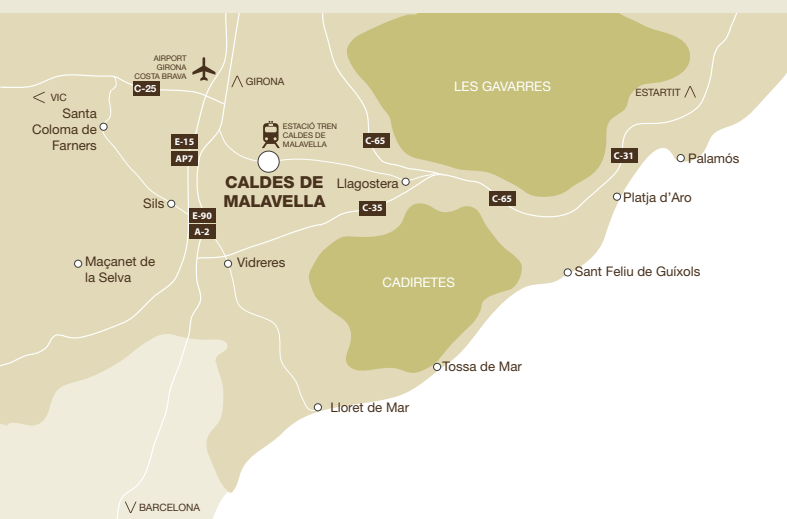 AIRPORT
GIRONA
COSTA BRAVA
GIRONA
C-25
VIC
LES GAVARRES
ESTARTIT
Santa
Coloma de
Farners
ESTACIÓ TREN
CALDES DE
MALAVELLA
E-15
AP7
C-65
C-31
Palamós
CALDES DE
MALAVELLA
Llagostera
C-65
Platja d'Aro
Sils
C-35
E-90
A-2
Maçanet de
la Selva
Vidreres
CADIRETES
Sant Feliu de Guíxols
Tossa de Mar
Lloret de Mar
BARCELONA